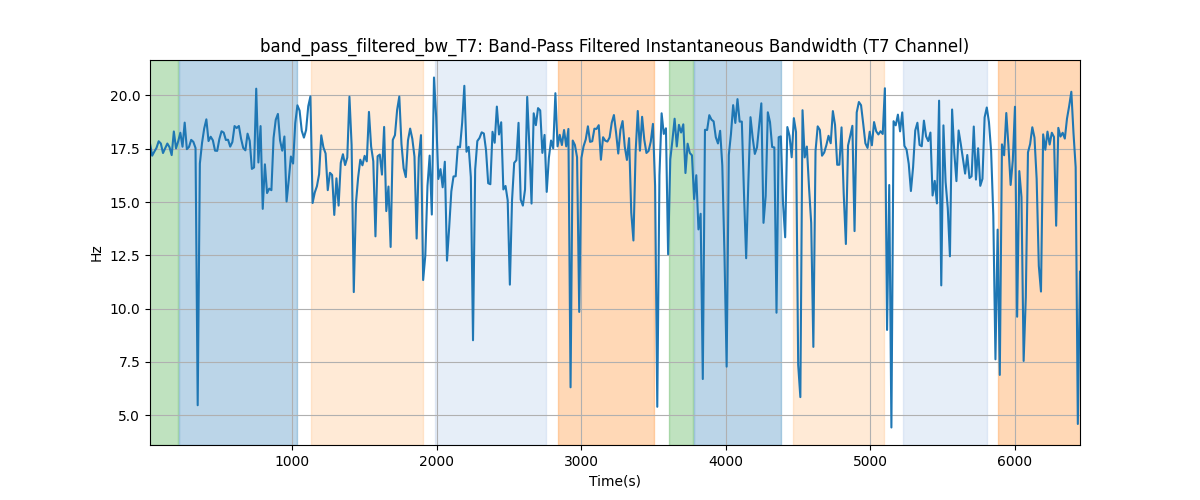 band_pass_filtered_bw_T7: Band-Pass Filtered Instantaneous Bandwidth (T7 Channel)
20.0
17.5
15.0
12.5
10.0
7.5
5.0
Hz
1000 2000 3000 4000 5000 6000
Time(s)